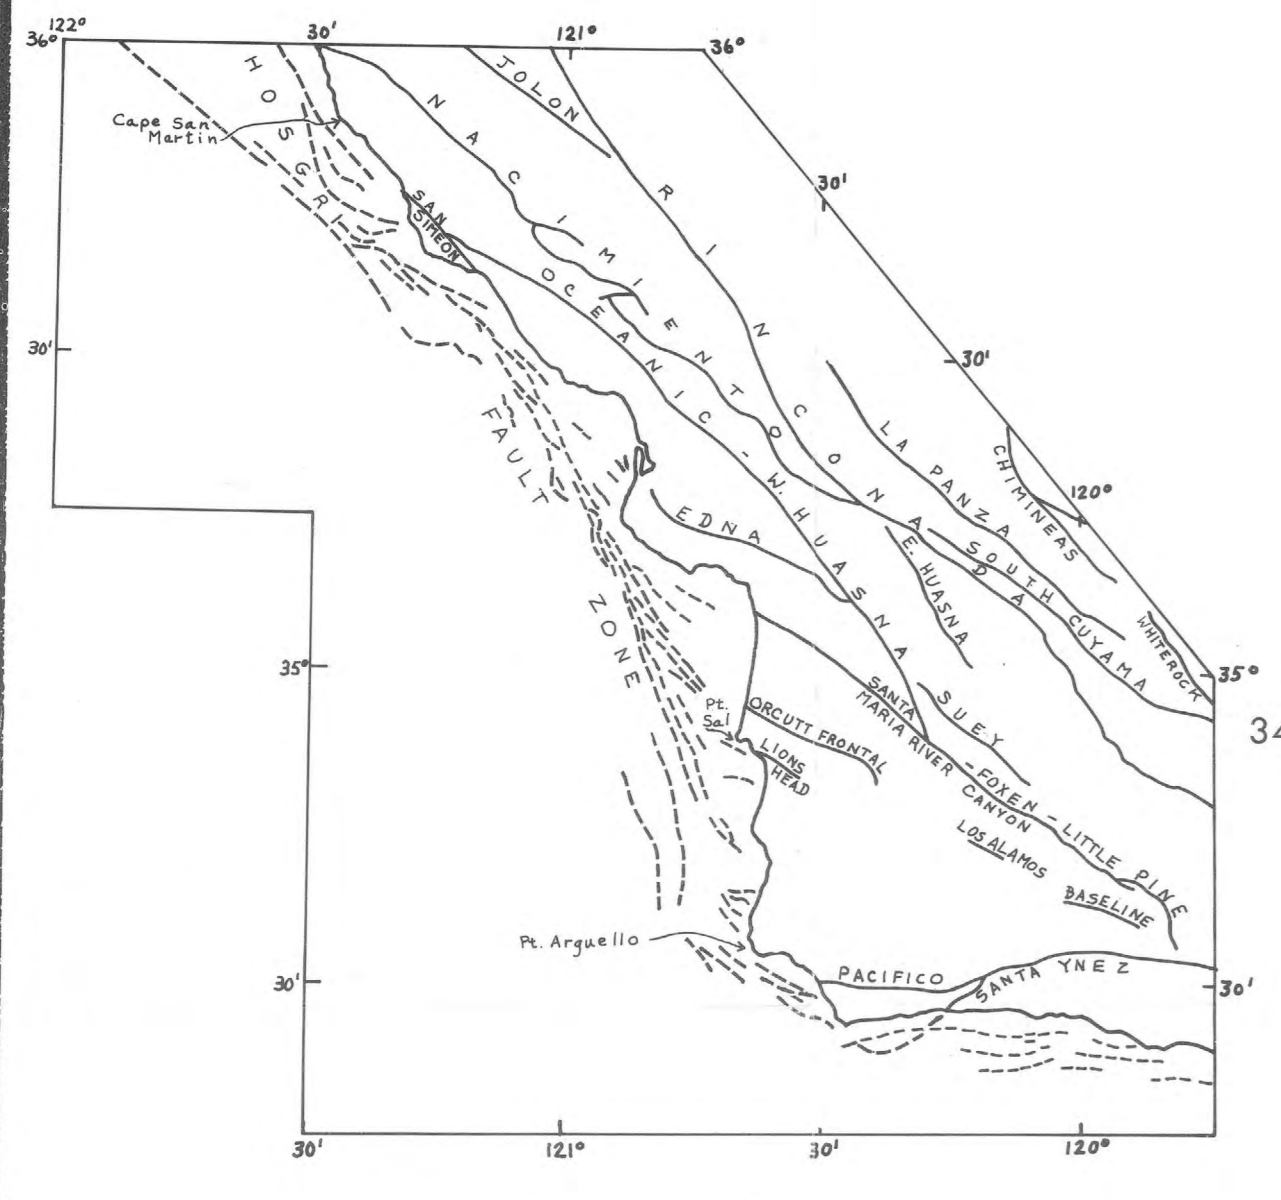 122°
36°
30'
121°
36°
HOSGRI
FAULT
ZONE
Cape San
Martin
JOLON
NACIMIENTO
RINCONADA
30'
SAN
SIMEON
OCEANIC - W. HUASNA
30'
30'
LA PANZA
CHIMINEAS
120°
EDNA
E. HUASNA
SOUTH CUYAMA
WHITEROCK
35°
35°
34
Pt.
Sal
ORCUTT FRONTAL
LIONS
HEAD
SANTA
MARIA RIVER
SUEY
- FOXEN - LITTLE PINE
CANYON
LOS ALAMOS
BASELINE
Pt. Arguello
PACIFICO
SANTA YNEZ
30'
30'
30'
121°
30'
120°